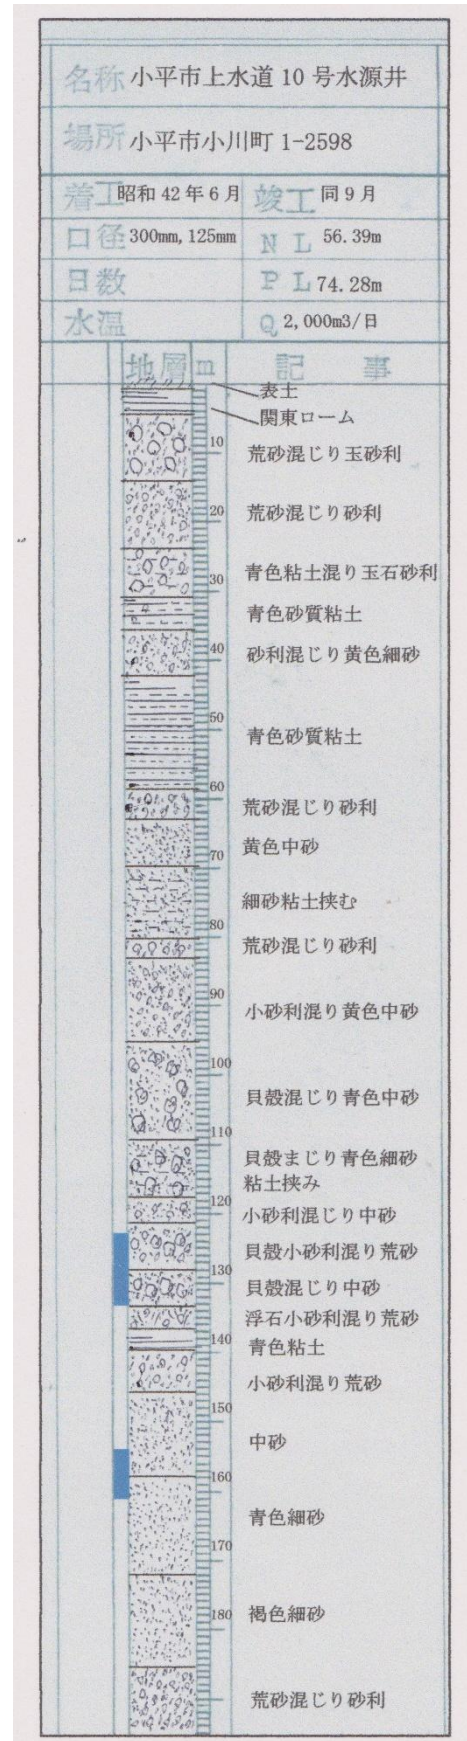 名称 小平市上水道 10 号水源井
場所 小平市小川町 1-2598
着工 昭和 42 年 6 月 竣工 同 9 月
口径 300mm, 125mm N L 56.39m
日数 P L 74.28m
水温 Q 2,000m3/日
地層 m 記 事
表土
関東ローム
10
荒砂混じり玉砂利
20
荒砂混じり砂利
青色粘土混り玉石砂利
30
青色砂質粘土
40
砂利混じり黄色細砂
50
青色砂質粘土
60
荒砂混じり砂利
70
黄色中砂
細砂粘土挟む
80
荒砂混じり砂利
90
小砂利混り黄色中砂
100
貝殻混じり青色中砂
110
貝殻まじり青色細砂
粘土挟み
120
小砂利混じり中砂
貝殻小砂利混り荒砂
130
貝殻混じり中砂
浮石小砂利混り荒砂
140
青色粘土
小砂利混り荒砂
150
中砂
160
青色細砂
170
180
褐色細砂
荒砂混じり砂利